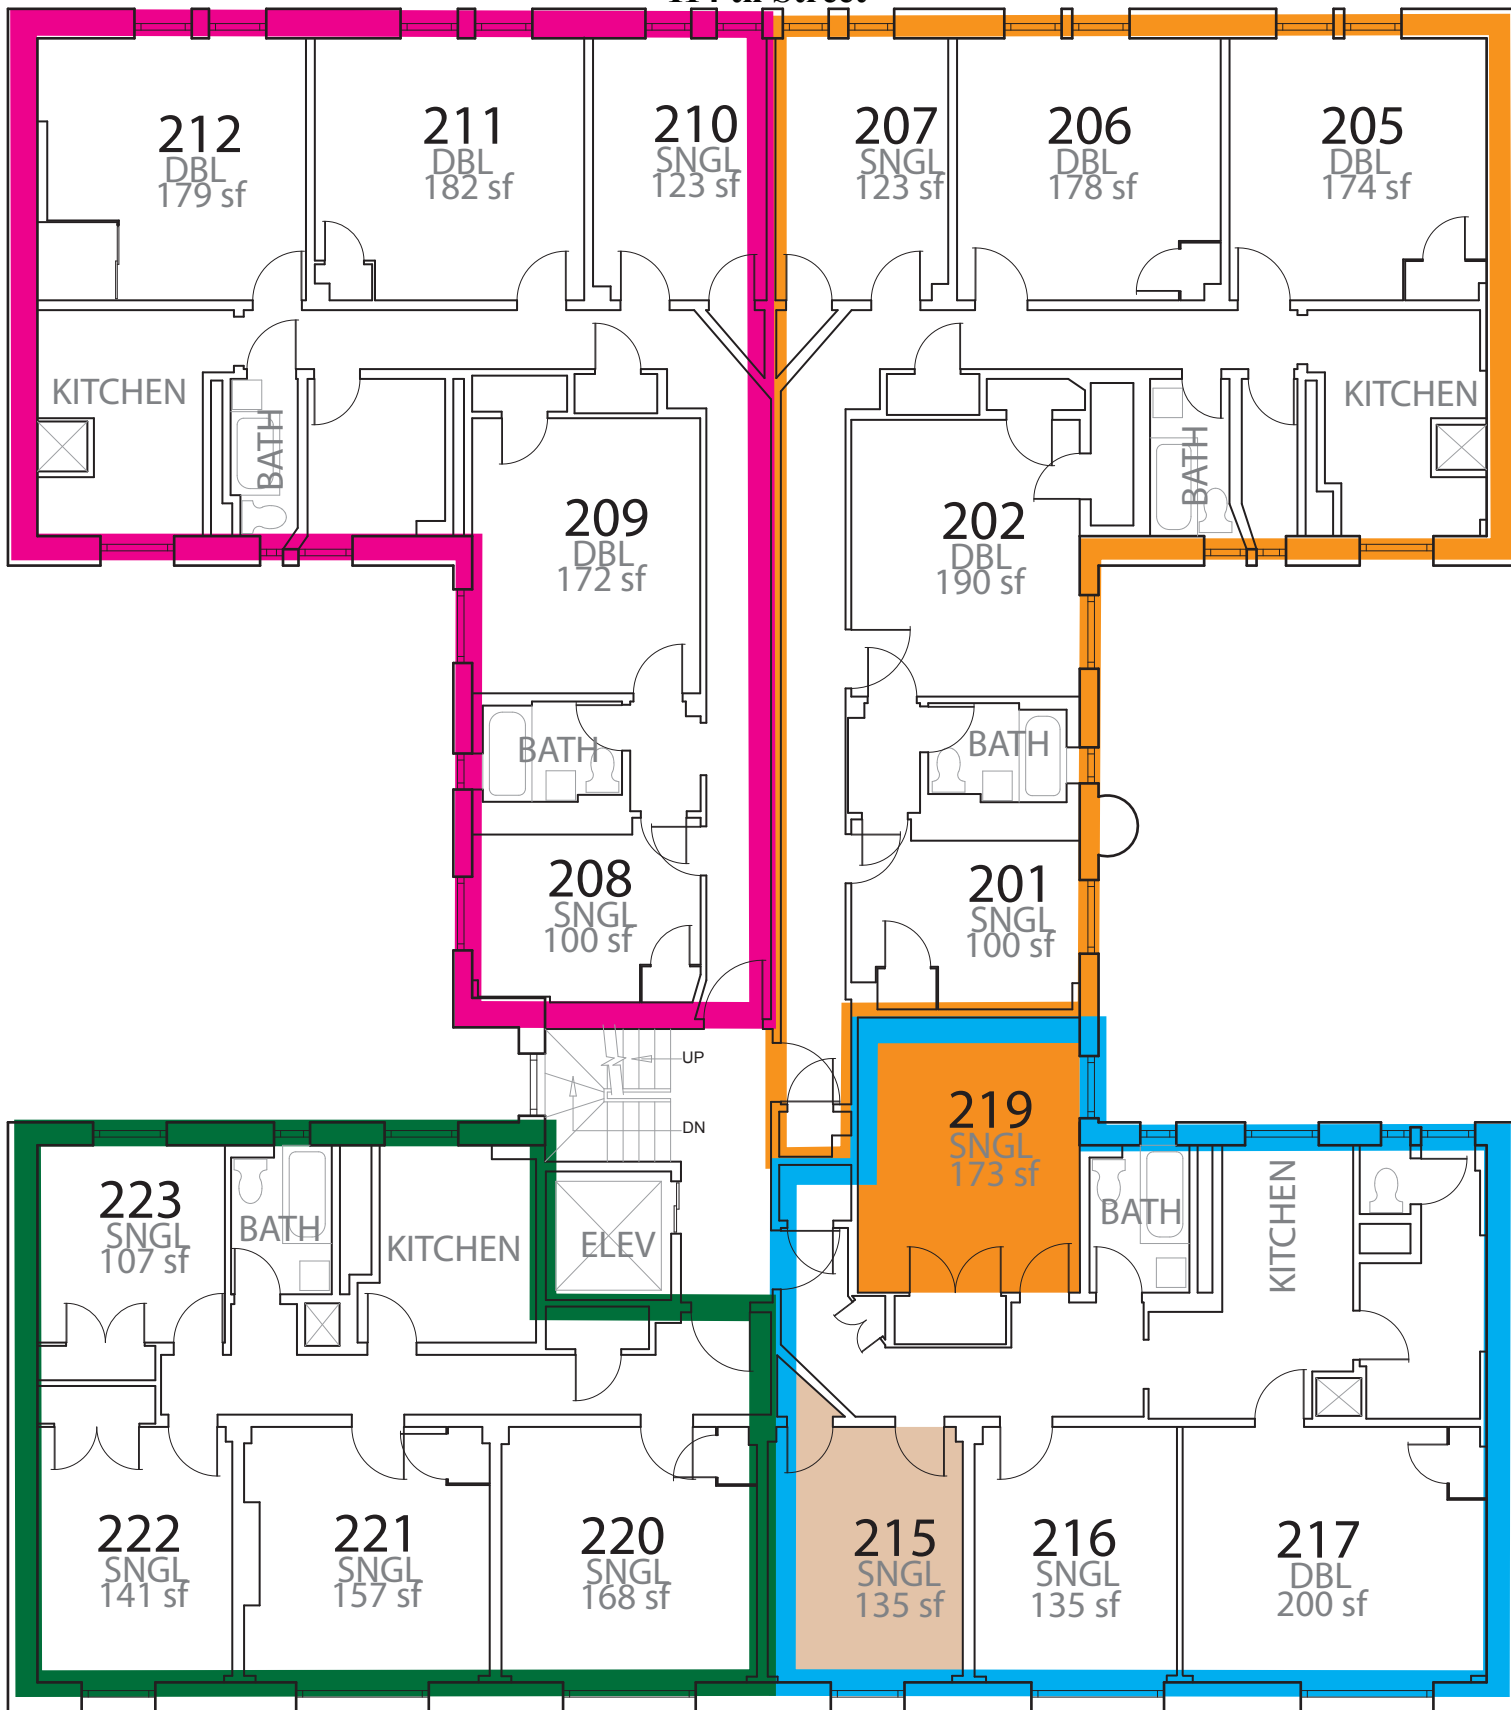 114 th Street
212
DBL
179 sf
211
DBL
182 sf
210
SNGL
123 sf
207
SNGL
123 sf
206
DBL
178 sf
205
DBL
174 sf
KITCHEN
BATH
209
DBL
172 sf
202
DBL
190 sf
BATH
KITCHEN
BATH
BATH
208
SNGL
100 sf
201
SNGL
100 sf
UP
DN
219
SNGL
173 sf
223
SNGL
107 sf
BATH
KITCHEN
ELEV
BATH
KITCHEN
222
SNGL
141 sf
221
SNGL
157 sf
220
SNGL
168 sf
215
SNGL
135 sf
216
SNGL
135 sf
217
DBL
200 sf